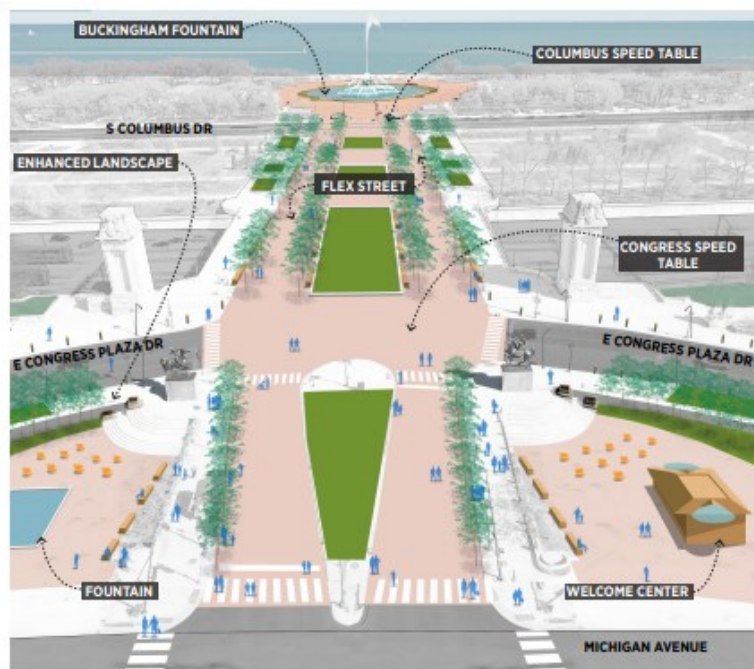 BUCKINGHAM FOUNTAIN
COLUMBUS SPEED TABLE
S COLUMBUS DR
ENHANCED LANDSCAPE
FLEX STREET
CONGRESS SPEED
TABLE
E CONGRESS PLAZA DR
E CONGRESS PLAZA DR
FOUNTAIN
WELCOME CENTER
MICHIGAN AVENUE